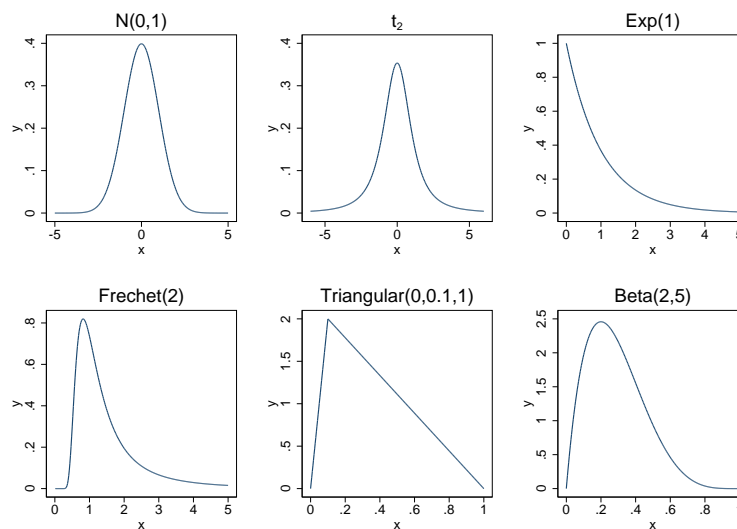 N(0,1)
y
0 .1 .2 .3 .4
-5 0 5
x
t₂
y
0 .1 .2 .3 .4
-5 0 5
x
Exp(1)
y
0 .2 .4 .6 .8 1
0 1 2 3 4 5
x
Frechet(2)
y
0 .2 .4 .6 .8
0 1 2 3 4 5
x
Triangular(0,0.1,1)
y
0 .5 1 1.5 2
0 .2 .4 .6 .8 1
x
Beta(2,5)
y
0 .5 1 1.5 2 2.5
0 .2 .4 .6 .8
x